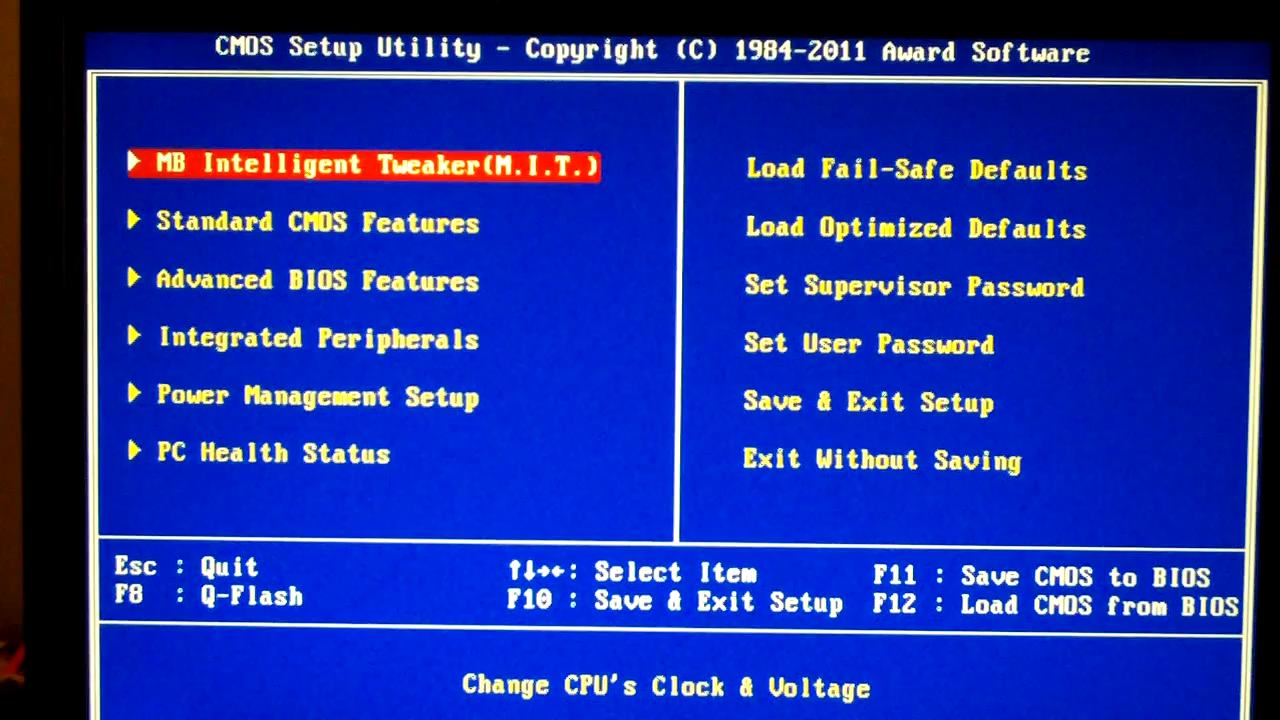 CMOS Setup Utility - Copyright (C) 1984-2011 Award Software
MB Intelligent Tweaker(M.I.T.)
Standard CMOS Features
Advanced BIOS Features
Integrated Peripherals
Power Management Setup
PC Health Status
Load Fail-Safe Defaults
Load Optimized Defaults
Set Supervisor Password
Set User Password
Save & Exit Setup
Exit Without Saving
Esc : Quit
F8 : Q-Flash
↑↓→←: Select Item
F10 : Save & Exit Setup
F11 : Save CMOS to BIOS
F12 : Load CMOS from BIOS
Change CPU's Clock & Voltage